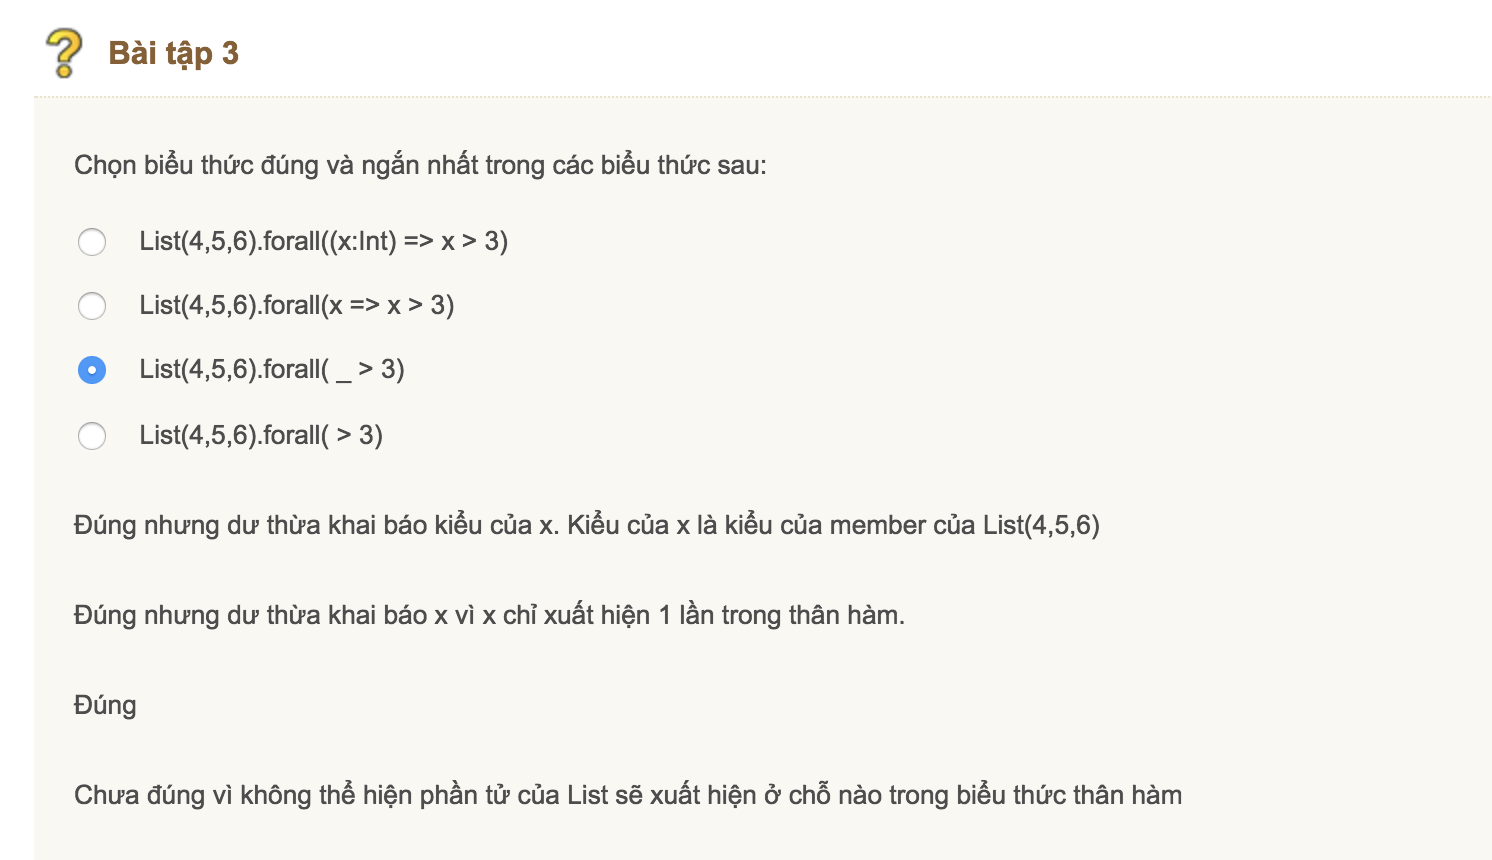 Bài tập 3
Chọn biểu thức đúng và ngắn nhất trong các biểu thức sau:
List(4,5,6).forall((x:Int) => x > 3)
List(4,5,6).forall(x => x > 3)
List(4,5,6).forall( _ > 3)
List(4,5,6).forall( > 3)
Đúng nhưng dư thừa khai báo kiểu của x. Kiểu của x là kiểu của member của List(4,5,6)
Đúng nhưng dư thừa khai báo x vì x chỉ xuất hiện 1 lần trong thân hàm.
Đúng
Chưa đúng vì không thể hiện phần tử của List sẽ xuất hiện ở chỗ nào trong biểu thức thân hàm